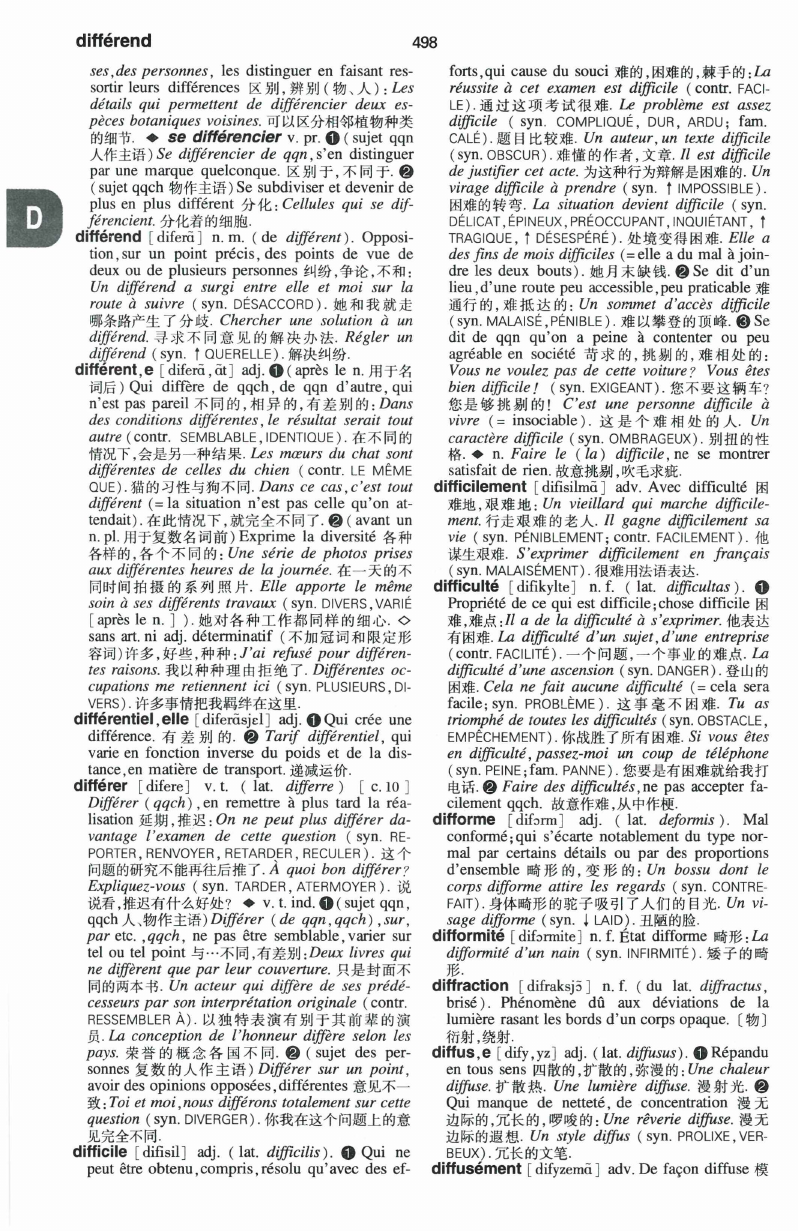 différend
498
ses,des personnes, les distinguer en faisant res-
sortir leurs différences 区别,辨别(物、人):Les
détails qui permettent de différencier deux es-
pèces botaniques voisines. 可以区分相邻植物种类
的细节. ◆ se différencier v. pr. ❶(sujet qqn
人作主语) Se différencier de qqn, s'en distinguer
par une marque quelconque. 区别于,不同于. ❷
(sujet qqch 物作主语) Se subdiviser et devenir de
plus en plus différent 分化:Cellules qui se dif-
férencient. 分化着的细胞.
D
différend [diferɑ̃] n. m. (de différent). Opposi-
tion,sur un point précis,des points de vue de
deux ou de plusieurs personnes 纠纷,争论,不和:
Un différend a surgi entre elle et moi sur la
route à suivre (syn. DÉSACCORD). 她和我就走
哪条路产生了分歧. Chercher une solution à un
différend. 寻求不同意见的解决办法. Régler un
différend (syn. ↑ QUERELLE). 解决纠纷.
différent,e [diferɑ̃,ɑ̃t] adj. ❶(après le n. 用于名
词后) Qui diffère de qqch,de qqn d'autre,qui
n'est pas pareil 不同的,相异的,有差别的:Dans
des conditions différentes, le résultat serait tout
autre (contr. SEMBLABLE, IDENTIQUE). 在不同的
情况下,会是另一种结果. Les mœurs du chat sont
différentes de celles du chien (contr. LE MÊME
QUE). 猫的习性与狗不同. Dans ce cas,c'est tout
différent (= la situation n'est pas celle qu'on at-
tendait). 在此情况下,就完全不同了. ❷(avant un
n. pl. 用于复数名词前) Exprime la diversité 各种
各样的,各个不同的:Une série de photos prises
aux différentes heures de la journée. 在一天的不
同时间拍摄的系列照片. Elle apporte le même
soin à ses différents travaux (syn. DIVERS, VARIÉ
[après le n.]). 她对各种工作都同样的细心. ◇
sans art. ni adj. déterminatif (不加冠词和限定形
容词)许多,好些,种种:J'ai refusé pour différen-
tes raisons. 我以种种理由拒绝了. Différentes oc-
cupations me retiennent ici (syn. PLUSIEURS, DI-
VERS). 许多事情把我羁绊在这里.
différentiel,elle [diferɑ̃sjɛl] adj. ❶Qui crée une
différence. 有差别的. ❷ Tarif différentiel, qui
varie en fonction inverse du poids et de la dis-
tance,en matière de transport. 递减运价.
différer [difere] v. t. (lat. differre) [c.10]
Différer (qqch), en remettre à plus tard la réa-
lisation 延期,推迟:On ne peut plus différer da-
vantage l'examen de cette question (syn. RE-
PORTER, RENVOYER, RETARDER, RECULER). 这个
问题的研究不能再往后推了. À quoi bon différer?
Expliquez-vous (syn. TARDER, ATERMOYER). 说
说看,推迟有什么好处? ◆ v. t. ind. ❶(sujet qqn,
qqch 人、物作主语) Différer (de qqn,qqch), sur,
par etc. ,qqch, ne pas être semblable,varier sur
tel ou tel point 与…不同,有差别:Deux livres qui
ne diffèrent que par leur couverture. 只是封面不
同的两本书. Un acteur qui diffère de ses prédé-
cesseurs par son interprétation originale (contr.
RESSEMBLER À). 以独特表演有别于其前辈的演
员. La conception de l'honneur diffère selon les
pays. 荣誉的概念各国不同. ❷ (sujet des per-
sonnes 复数的人作主语) Différer sur un point,
avoir des opinions opposées,différentes 意见不一
致:Toi et moi,nous différons totalement sur cette
question (syn. DIVERGER). 你我在这个问题上的意
见完全不同.
difficile [difisil] adj. (lat. difficilis). ❶ Qui ne
peut être obtenu,compris,résolu qu'avec des ef-
forts,qui cause du souci 难的,困难的,棘手的:La
réussite à cet examen est difficile (contr. FACI-
LE). 通过这项考试很难. Le problème est assez
difficile (syn. COMPLIQUÉ, DUR, ARDU; fam.
CALÉ). 题目比较难. Un auteur,un texte difficile
(syn. OBSCUR). 难懂的作者,文章. Il est difficile
de justifier cet acte. 为这种行为辩解是困难的. Un
virage difficile à prendre (syn. ↑ IMPOSSIBLE).
困难的转弯. La situation devient difficile (syn.
DÉLICAT, ÉPINEUX, PRÉOCCUPANT, INQUIÉTANT, ↑
TRAGIQUE, ↑ DÉSESPÉRÉ). 处境变得困难. Elle a
des fins de mois difficiles (= elle a du mal à join-
dre les deux bouts). 她月末缺钱. ❷ Se dit d'un
lieu,d'une route peu accessible,peu praticable 难
通行的,难抵达的:Un sommet d'accès difficile
(syn. MALAISÉ, PÉNIBLE). 难以攀登的顶峰. ❸ Se
dit de qqn qu'on a peine à contenter ou peu
agréable en société 苛求的,挑剔的,难相处的:
Vous ne voulez pas de cette voiture? Vous êtes
bien difficile! (syn. EXIGEANT). 您不要这辆车?
您是够挑剔的! C'est une personne difficile à
vivre (= insociable). 这是个难相处的人. Un
caractère difficile (syn. OMBRAGEUX). 别扭的性
格. ◆ n. Faire le (la) difficile, ne se montrer
satisfait de rien. 故意挑剔,吹毛求疵.
difficilement [difisilmɑ̃] adv. Avec difficulté 困
难地,艰难地:Un vieillard qui marche difficile-
ment. 行走艰难的老人. Il gagne difficilement sa
vie (syn. PÉNIBLEMENT; contr. FACILEMENT). 他
谋生艰难. S'exprimer difficilement en français
(syn. MALAISÉMENT). 很难用法语表达.
difficulté [difikylte] n. f. (lat. difficultas). ❶
Propriété de ce qui est difficile;chose difficile 困
难,难点:Il a de la difficulté à s'exprimer. 他表达
有困难. La difficulté d'un sujet,d'une entreprise
(contr. FACILITÉ). 一个问题,一个事业的难点. La
difficulté d'une ascension (syn. DANGER). 登山的
困难. Cela ne fait aucune difficulté (= cela sera
facile; syn. PROBLÈME). 这事毫不困难. Tu as
triomphé de toutes les difficultés (syn. OBSTACLE,
EMPÊCHEMENT). 你战胜了所有困难. Si vous êtes
en difficulté, passez-moi un coup de téléphone
(syn. PEINE;fam. PANNE). 您要是有困难就给我打
电话. ❷ Faire des difficultés, ne pas accepter fa-
cilement qqch. 故意作难,从中作梗.
difforme [difɔrm] adj. (lat. deformis). Mal
conformé;qui s'écarte notablement du type nor-
mal par certains détails ou par des proportions
d'ensemble 畸形的,变形的:Un bossu dont le
corps difforme attire les regards (syn. CONTRE-
FAIT). 身体畸形的驼子吸引了人们的目光. Un vi-
sage difforme (syn. ↓ LAID). 丑陋的脸.
difformité [difɔrmite] n. f. État difforme 畸形:La
difformité d'un nain (syn. INFIRMITÉ). 矮子的畸
形.
diffraction [difraksjɔ̃] n. f. (du lat. diffractus,
brisé). Phénomène dû aux déviations de la
lumière rasant les bords d'un corps opaque. 〔物〕
衍射,绕射.
diffus,e [dify,yz] adj. (lat. diffusus). ❶ Répandu
en tous sens 四散的,扩散的,弥漫的:Une chaleur
diffuse. 扩散热. Une lumière diffuse. 漫射光. ❷
Qui manque de netteté, de concentration 漫无
边际的,冗长的,啰唆的:Une rêverie diffuse. 漫无
边际的遐想. Un style diffus (syn. PROLIXE, VER-
BEUX). 冗长的文笔.
diffusément [difyzemɑ̃] adv. De façon diffuse 模